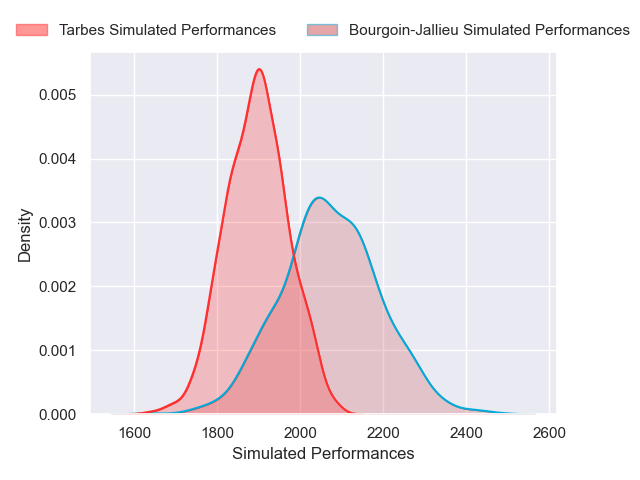 Tarbes Simulated Performances
Bourgoin-Jallieu Simulated Performances
0.005
0.004
0.003
0.002
0.001
0.000
Density
1600 1800 2000 2200 2400 2600
Simulated Performances